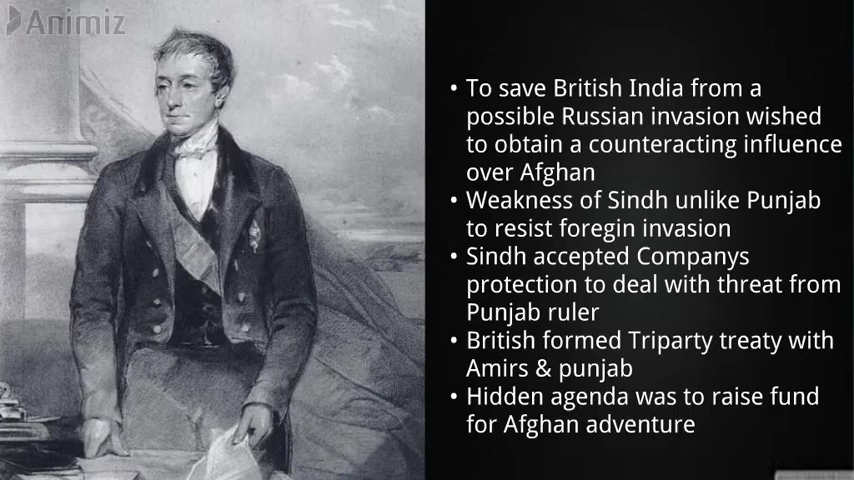 Animiz
• To save British India from a
possible Russian invasion wished
to obtain a counteracting influence
over Afghan
• Weakness of Sindh unlike Punjab
to resist foregin invasion
• Sindh accepted Companys
protection to deal with threat from
Punjab ruler
• British formed Triparty treaty with
Amirs & punjab
• Hidden agenda was to raise fund
for Afghan adventure